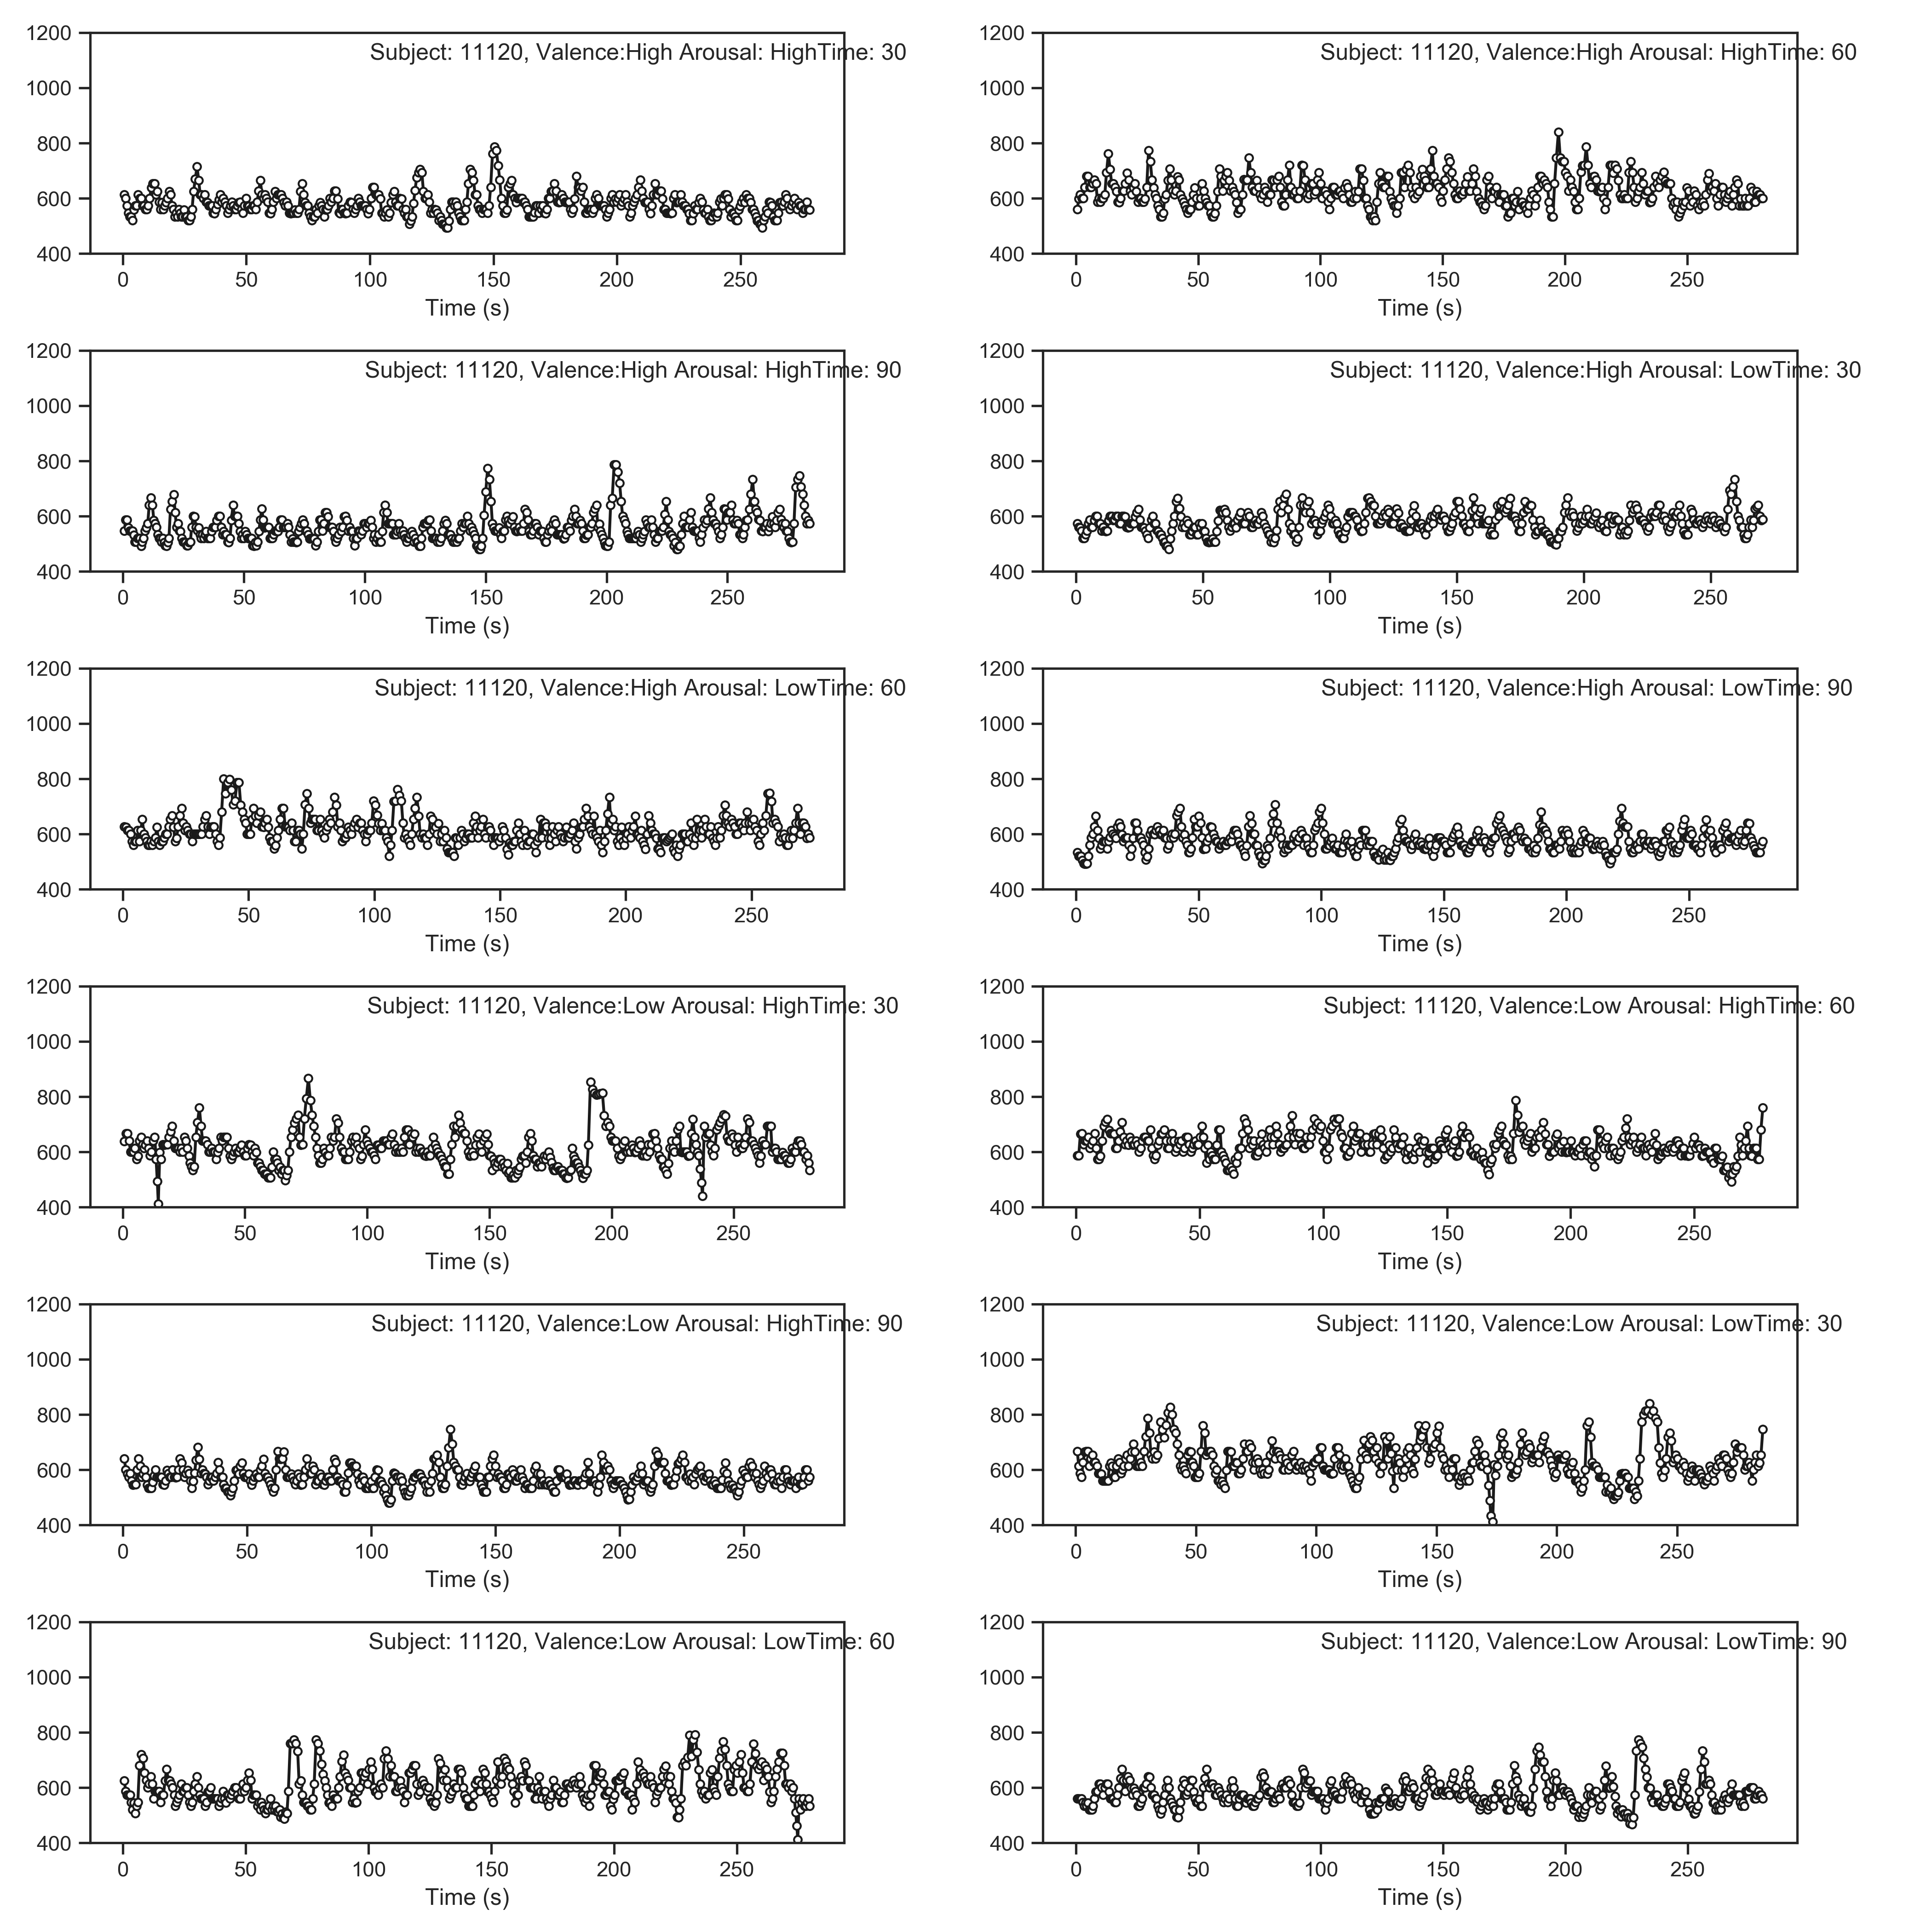 Subject: 11120, Valence:High Arousal: HighTime: 30
1200
1000
800
600
400
0 50 100 150 200 250
Time (s)
Subject: 11120, Valence:High Arousal: HighTime: 60
1200
1000
800
600
400
0 50 100 150 200 250
Time (s)
Subject: 11120, Valence:High Arousal: HighTime: 90
1200
1000
800
600
400
0 50 100 150 200 250
Time (s)
Subject: 11120, Valence:High Arousal: LowTime: 30
1200
1000
800
600
400
0 50 100 150 200 250
Time (s)
Subject: 11120, Valence:High Arousal: LowTime: 60
1200
1000
800
600
400
0 50 100 150 200 250
Time (s)
Subject: 11120, Valence:High Arousal: LowTime: 90
1200
1000
800
600
400
0 50 100 150 200 250
Time (s)
Subject: 11120, Valence:Low Arousal: HighTime: 30
1200
1000
800
600
400
0 50 100 150 200 250
Time (s)
Subject: 11120, Valence:Low Arousal: HighTime: 60
1200
1000
800
600
400
0 50 100 150 200 250
Time (s)
Subject: 11120, Valence:Low Arousal: HighTime: 90
1200
1000
800
600
400
0 50 100 150 200 250
Time (s)
Subject: 11120, Valence:Low Arousal: LowTime: 30
1200
1000
800
600
400
0 50 100 150 200 250
Time (s)
Subject: 11120, Valence:Low Arousal: LowTime: 60
1200
1000
800
600
400
0 50 100 150 200 250
Time (s)
Subject: 11120, Valence:Low Arousal: LowTime: 90
1200
1000
800
600
400
0 50 100 150 200 250
Time (s)